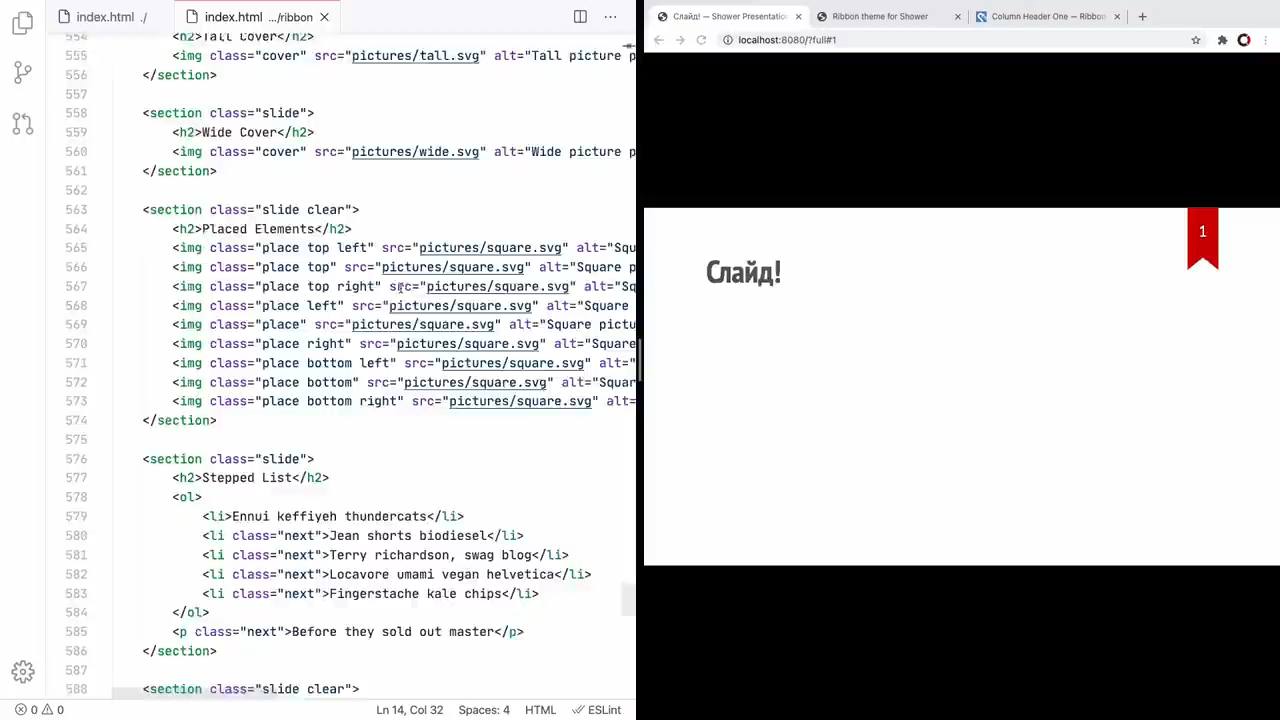 index.html ./
index.html .../ribbon
554 <h2>Tall Cover</h2>
555 <img class="cover" src="pictures/tall.svg" alt="Tall picture p
556 </section>
557
558 <section class="slide">
559 <h2>Wide Cover</h2>
560 <img class="cover" src="pictures/wide.svg" alt="Wide picture p
561 </section>
562
563 <section class="slide clear">
564 <h2>Placed Elements</h2>
565 <img class="place top left" src="pictures/square.svg" alt="Squ
566 <img class="place top" src="pictures/square.svg" alt="Square p
567 <img class="place top right" src="pictures/square.svg" alt="Sq
568 <img class="place left" src="pictures/square.svg" alt="Square
569 <img class="place" src="pictures/square.svg" alt="Square pictu
570 <img class="place right" src="pictures/square.svg" alt="Square
571 <img class="place bottom left" src="pictures/square.svg" alt="
572 <img class="place bottom" src="pictures/square.svg" alt="Squar
573 <img class="place bottom right" src="pictures/square.svg" alt=
574 </section>
575
576 <section class="slide">
577 <h2>Stepped List</h2>
578 <ol>
579 <li>Ennui keffiyeh thundercats</li>
580 <li class="next">Jean shorts biodiesel</li>
581 <li class="next">Terry richardson, swag blog</li>
582 <li class="next">Locavore umami vegan helvetica</li>
583 <li class="next">Fingerstache kale chips</li>
584 </ol>
585 <p class="next">Before they sold out master</p>
586 </section>
587
588 <section class="slide clear">
0 0
Ln 14, Col 32
Spaces: 4
HTML
ESLint
Слайд! — Shower Presentation
Ribbon theme for Shower
Column Header One — Ribbon
localhost:8080/?full#1
1
Слайд!